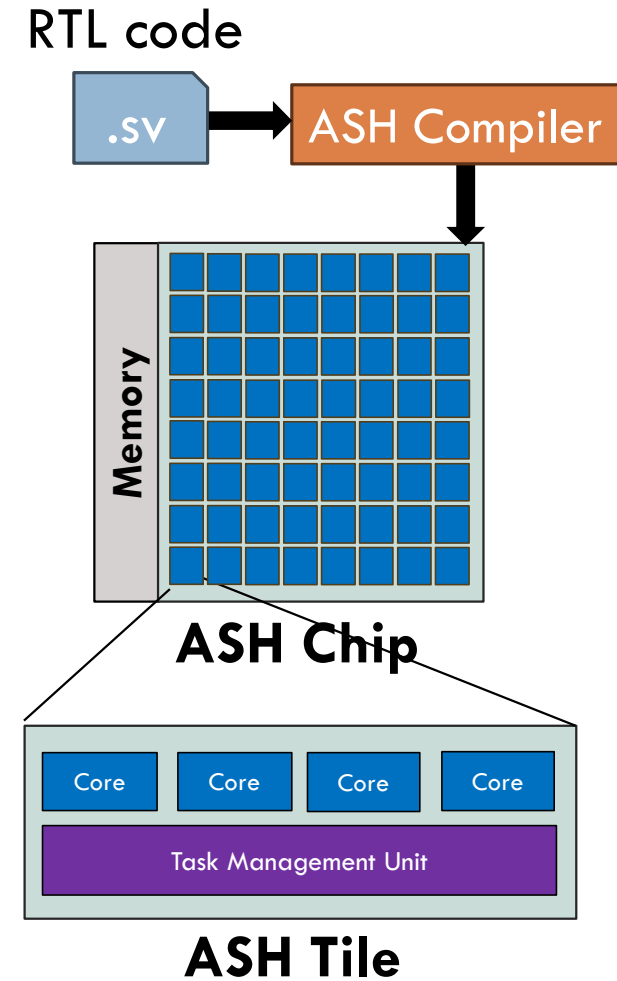 RTL code
.sv
ASH Compiler
Memory
ASH Chip
Core
Core
Core
Core
Task Management Unit
ASH Tile